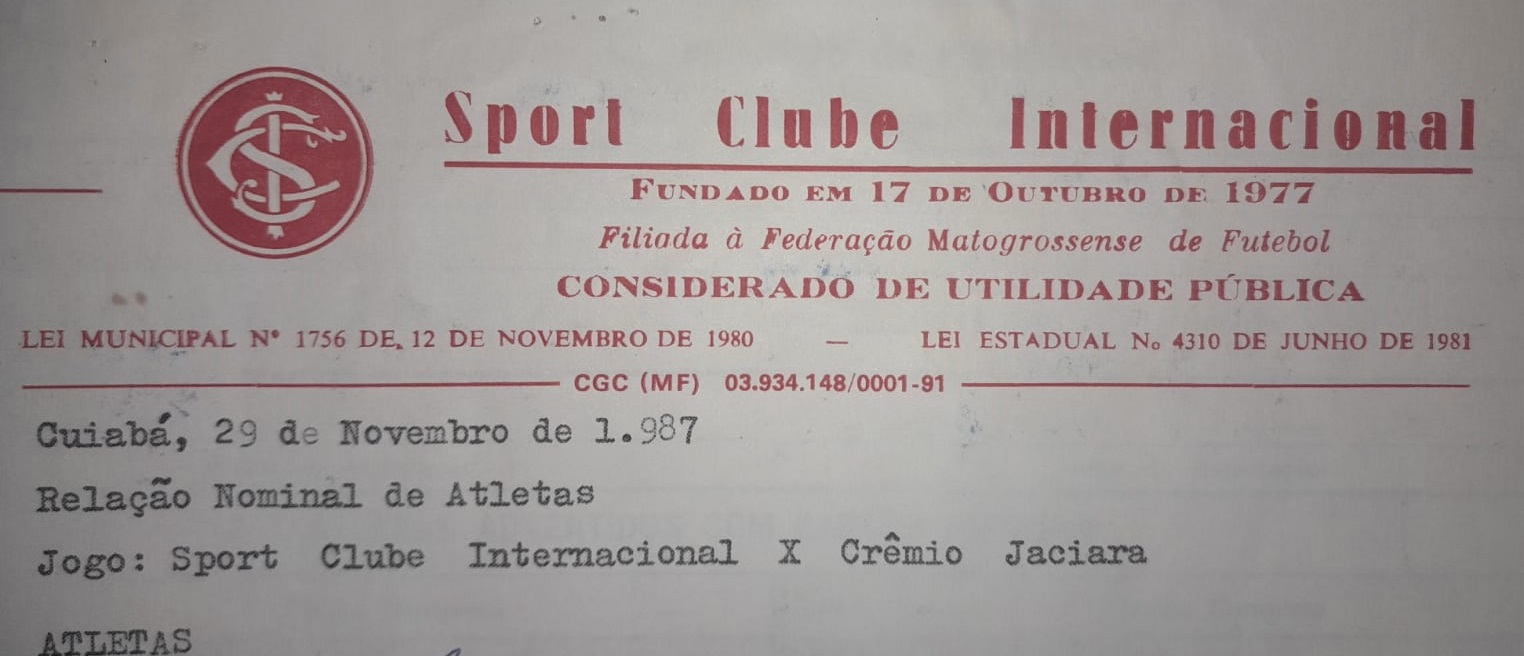 SCI
Sport Clube Internacional
FUNDADO EM 17 DE OUTUBRO DE 1977
Filiada à Federação Matogrossense de Futebol
CONSIDERADO DE UTILIDADE PÚBLICA
LEI MUNICIPAL Nº 1756 DE, 12 DE NOVEMBRO DE 1980 — LEI ESTADUAL No 4310 DE JUNHO DE 1981
CGC (MF) 03.934.148/0001-91
Cuiabá, 29 de Novembro de 1.987
Relação Nominal de Atletas
Jogo: Sport Clube Internacional X Crêmio Jaciara
ATLETAS